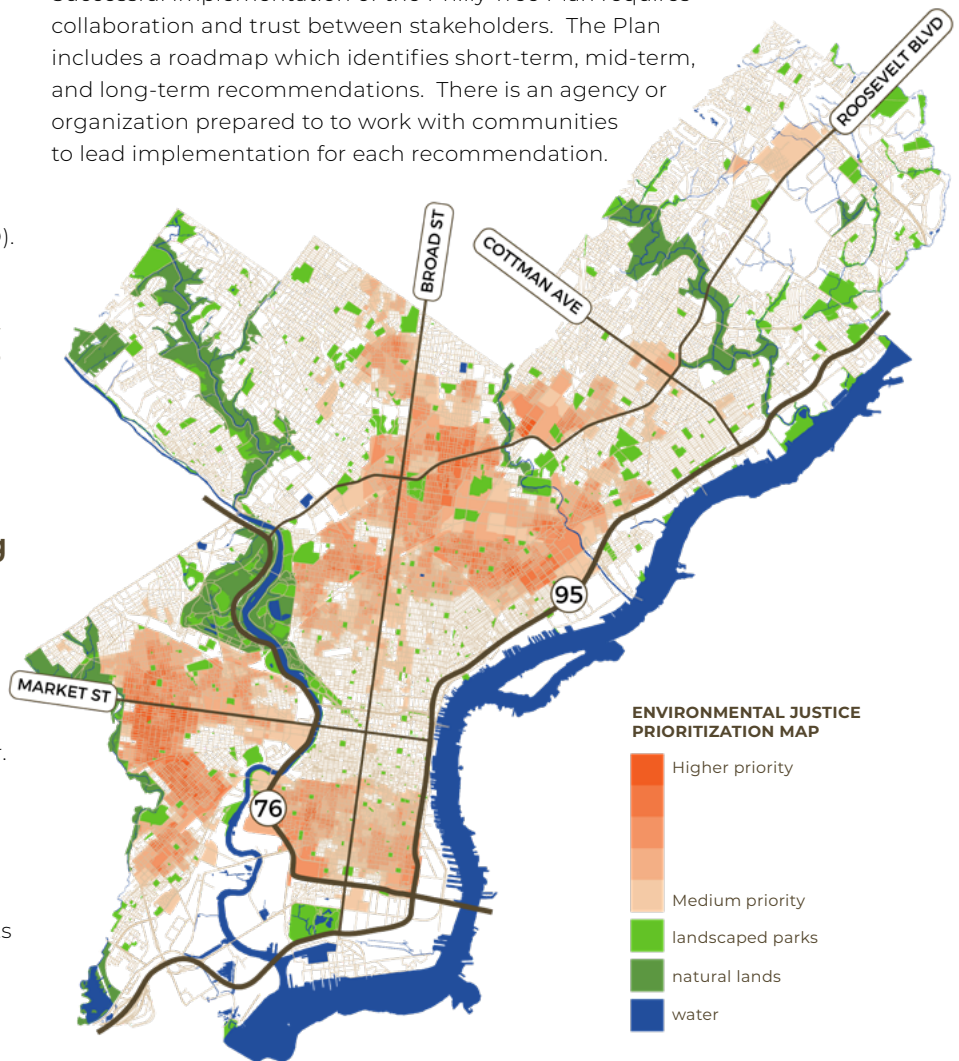 collaboration and trust between stakeholders. The Plan
includes a roadmap which identifies short-term, mid-term,
and long-term recommendations. There is an agency or
organization prepared to to work with communities
to lead implementation for each recommendation.
).
g
r.
s
ROOSEVELT BLVD
BROAD ST
COTTMAN AVE
95
MARKET ST
76
ENVIRONMENTAL JUSTICE
PRIORITIZATION MAP
Higher priority
Medium priority
landscaped parks
natural lands
water